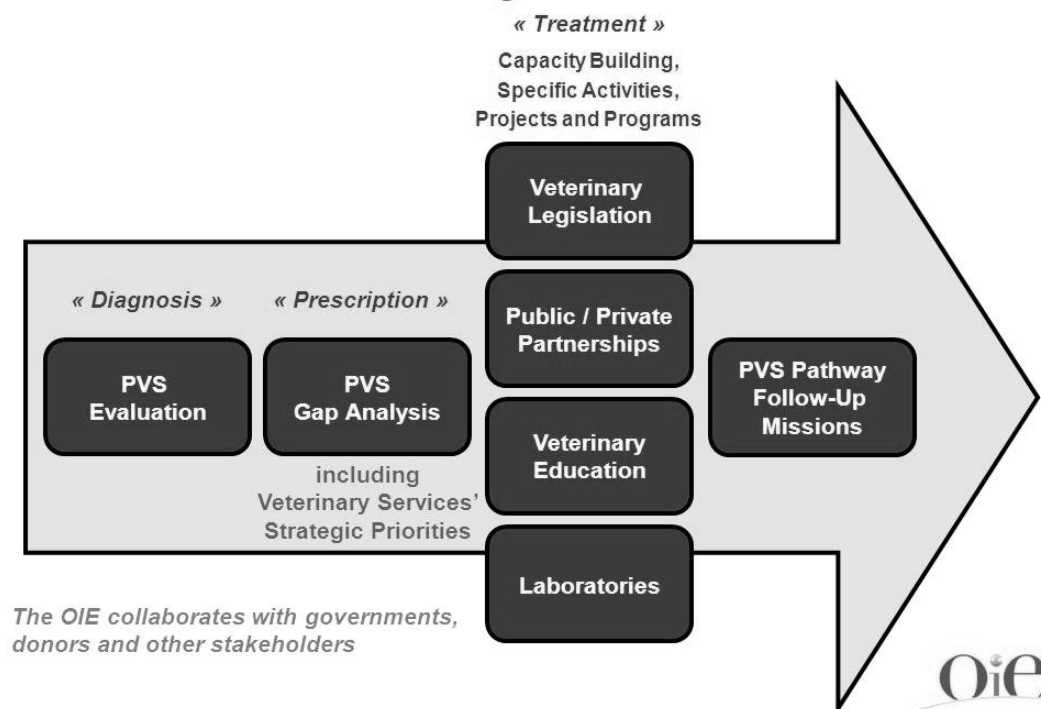 « Treatment »
Capacity Building,
Specific Activities,
Projects and Programs
Veterinary
Legislation
« Diagnosis »
« Prescription »
Public / Private
Partnerships
PVS
Evaluation
PVS
Gap Analysis
PVS Pathway
Follow-Up
Missions
including
Veterinary Services'
Strategic Priorities
Veterinary
Education
Laboratories
The OIE collaborates with governments,
donors and other stakeholders
Oie